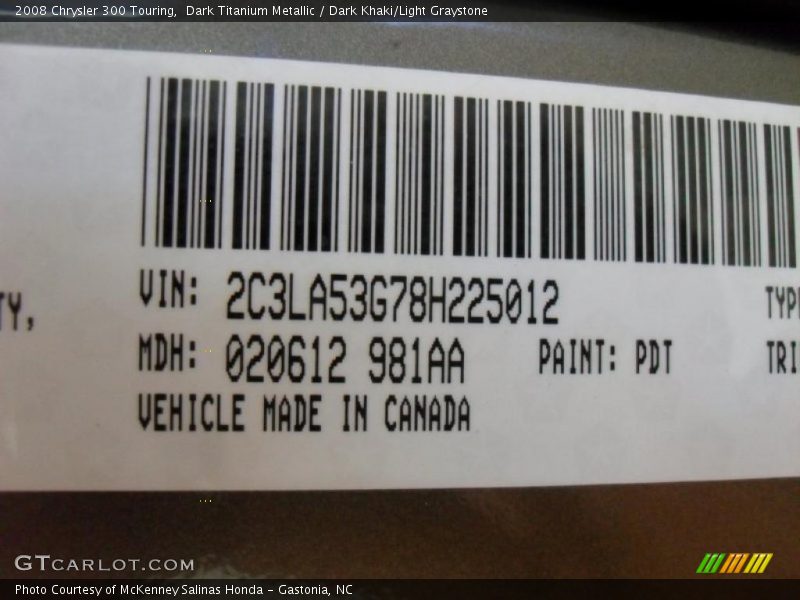 2008 Chrysler 300 Touring,  Dark Titanium Metallic / Dark Khaki/Light Graystone
VIN: 2C3LA53G78H225012
TY,
TYPE
MDH: 020612 981AA PAINT: PDT TRI
VEHICLE MADE IN CANADA
GTCARLOT.COM
Photo Courtesy of McKenney Salinas Honda – Gastonia, NC